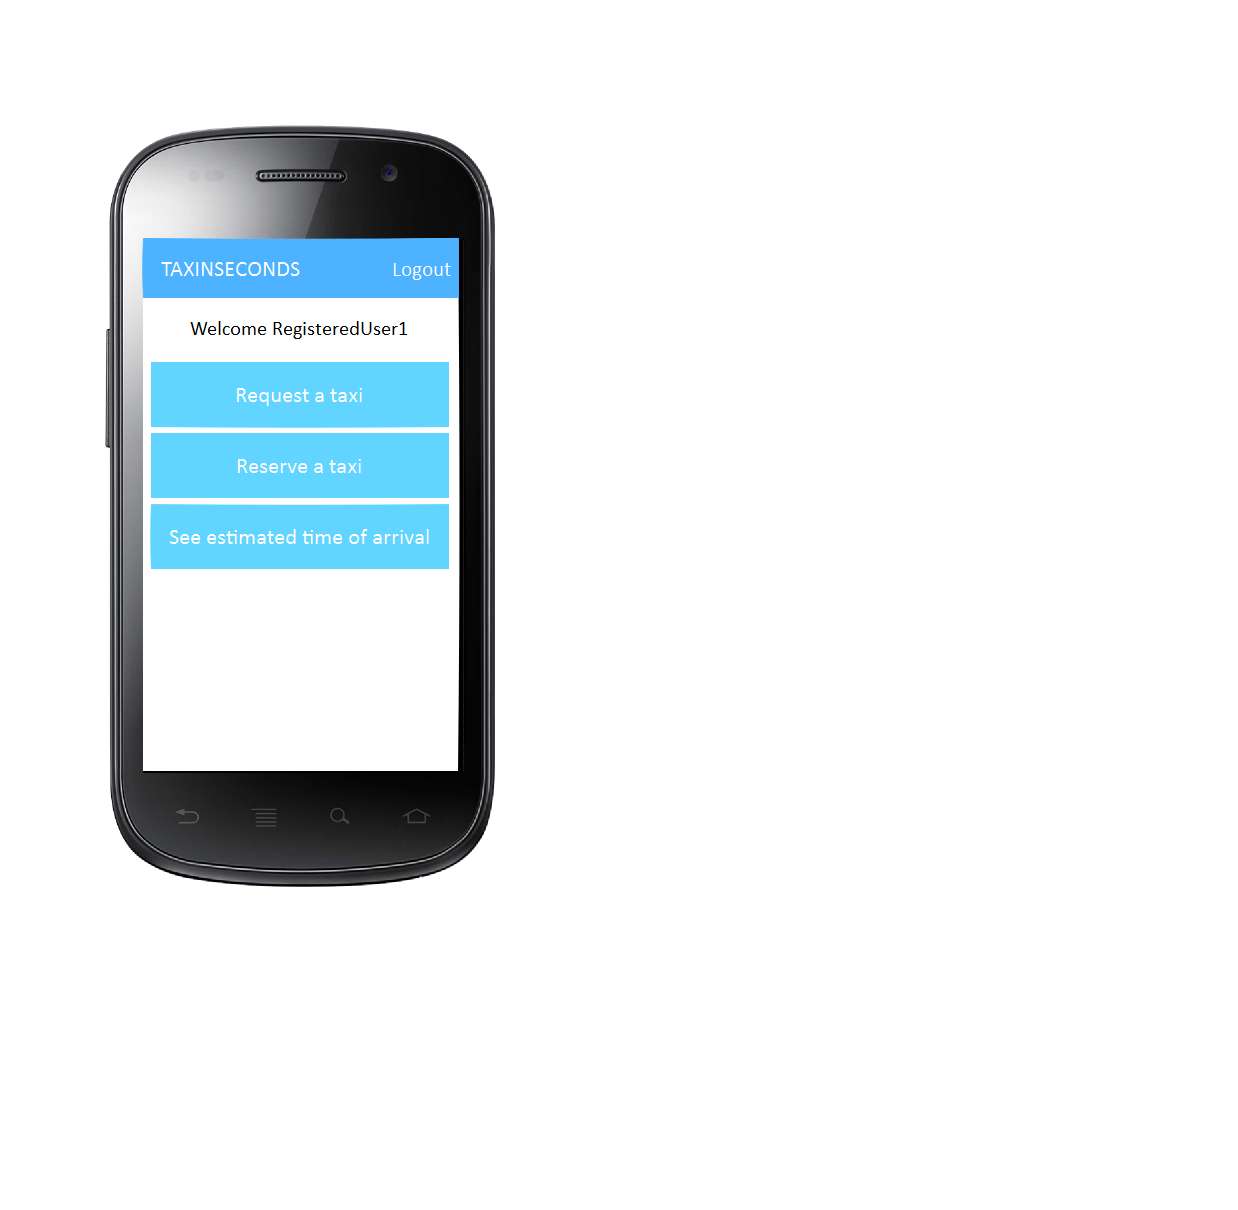 TAXINSECONDS Logout
Welcome RegisteredUser1
Request a taxi
Reserve a taxi
See estimated time of arrival